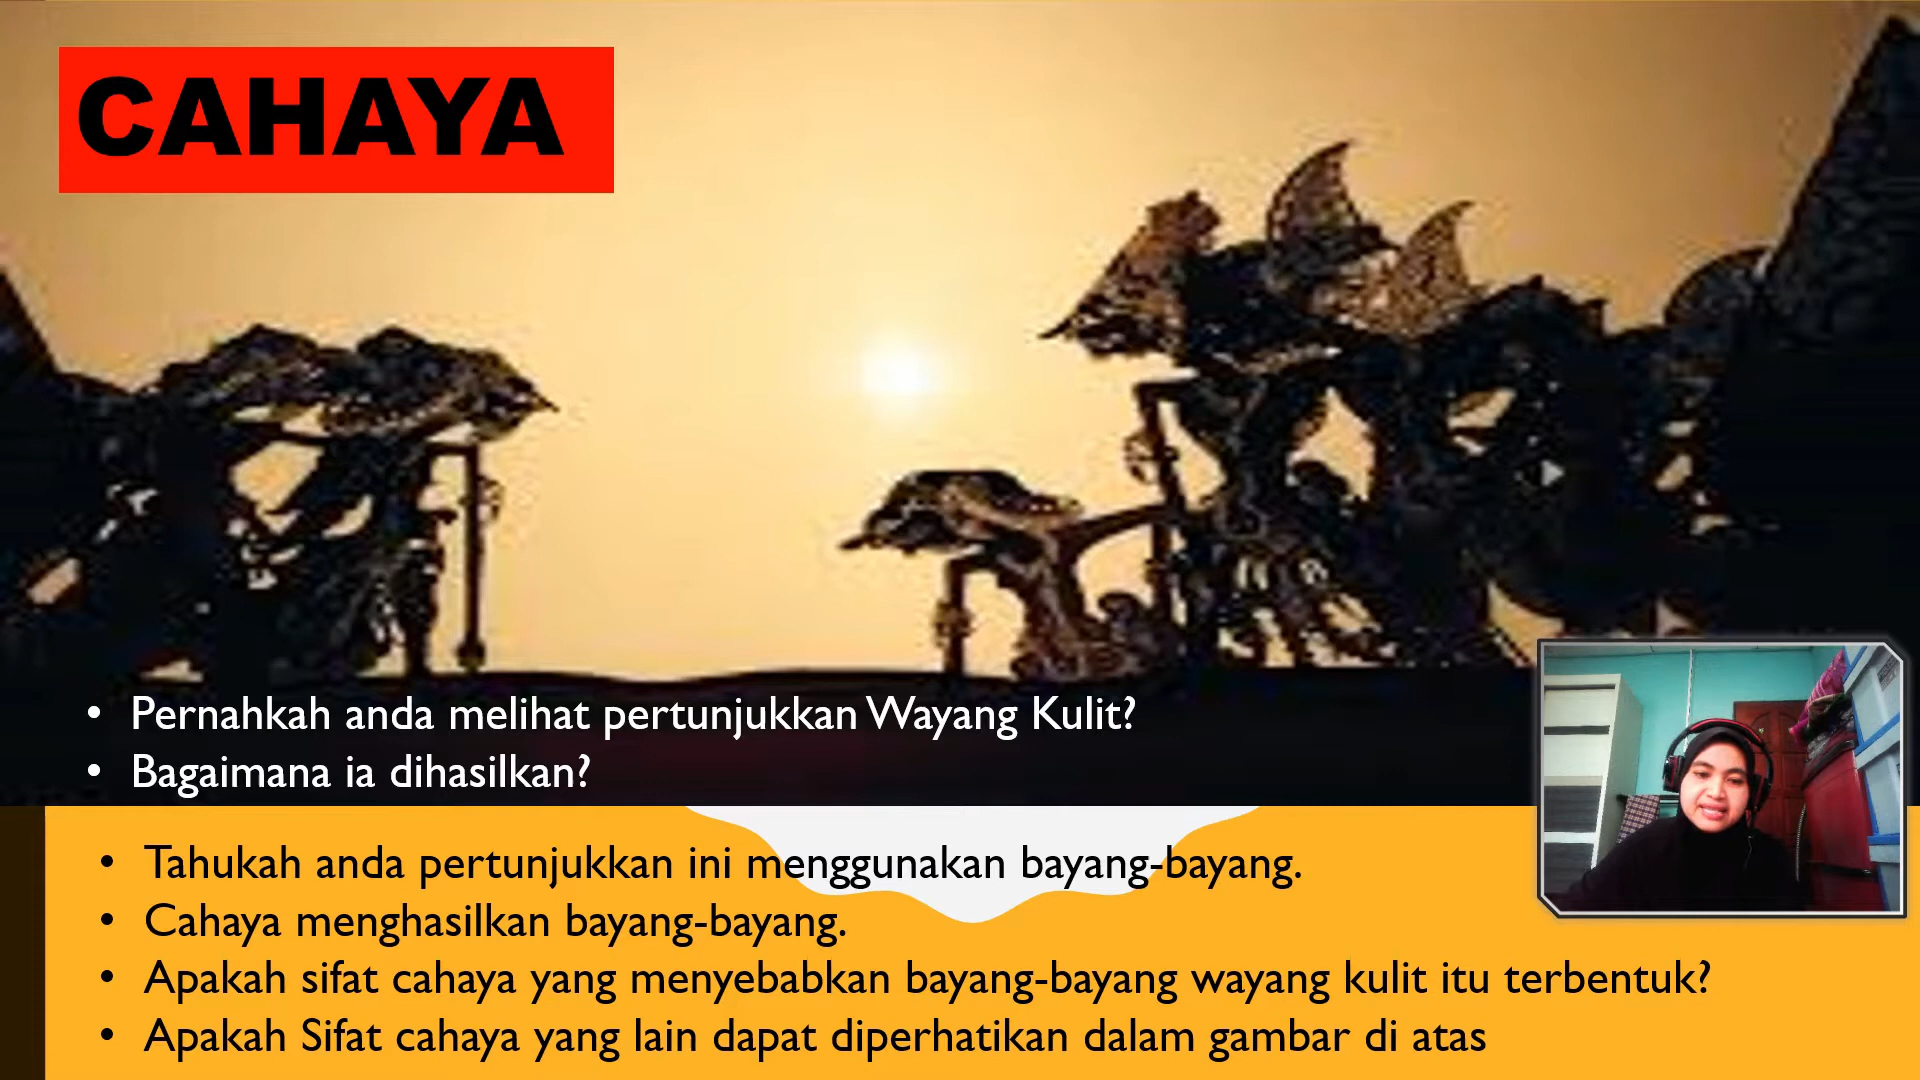 CAHAYA
• Pernahkah anda melihat pertunjukkan Wayang Kulit?
• Bagaimana ia dihasilkan?
• Tahukah anda pertunjukkan ini menggunakan bayang-bayang.
• Cahaya menghasilkan bayang-bayang.
• Apakah sifat cahaya yang menyebabkan bayang-bayang wayang kulit itu terbentuk?
• Apakah Sifat cahaya yang lain dapat diperhatikan dalam gambar di atas